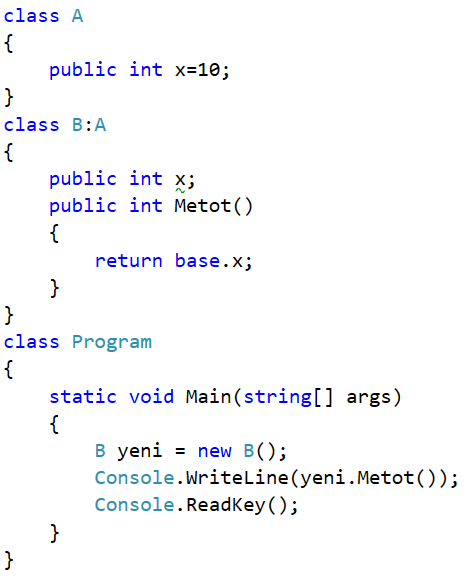 class A
{
    public int x=10;
}
class B:A
{
    public int x;
    public int Metot()
    {
        return base.x;
    }
}
class Program
{
    static void Main(string[] args)
    {
        B yeni = new B();
        Console.WriteLine(yeni.Metot());
        Console.ReadKey();
    }
}